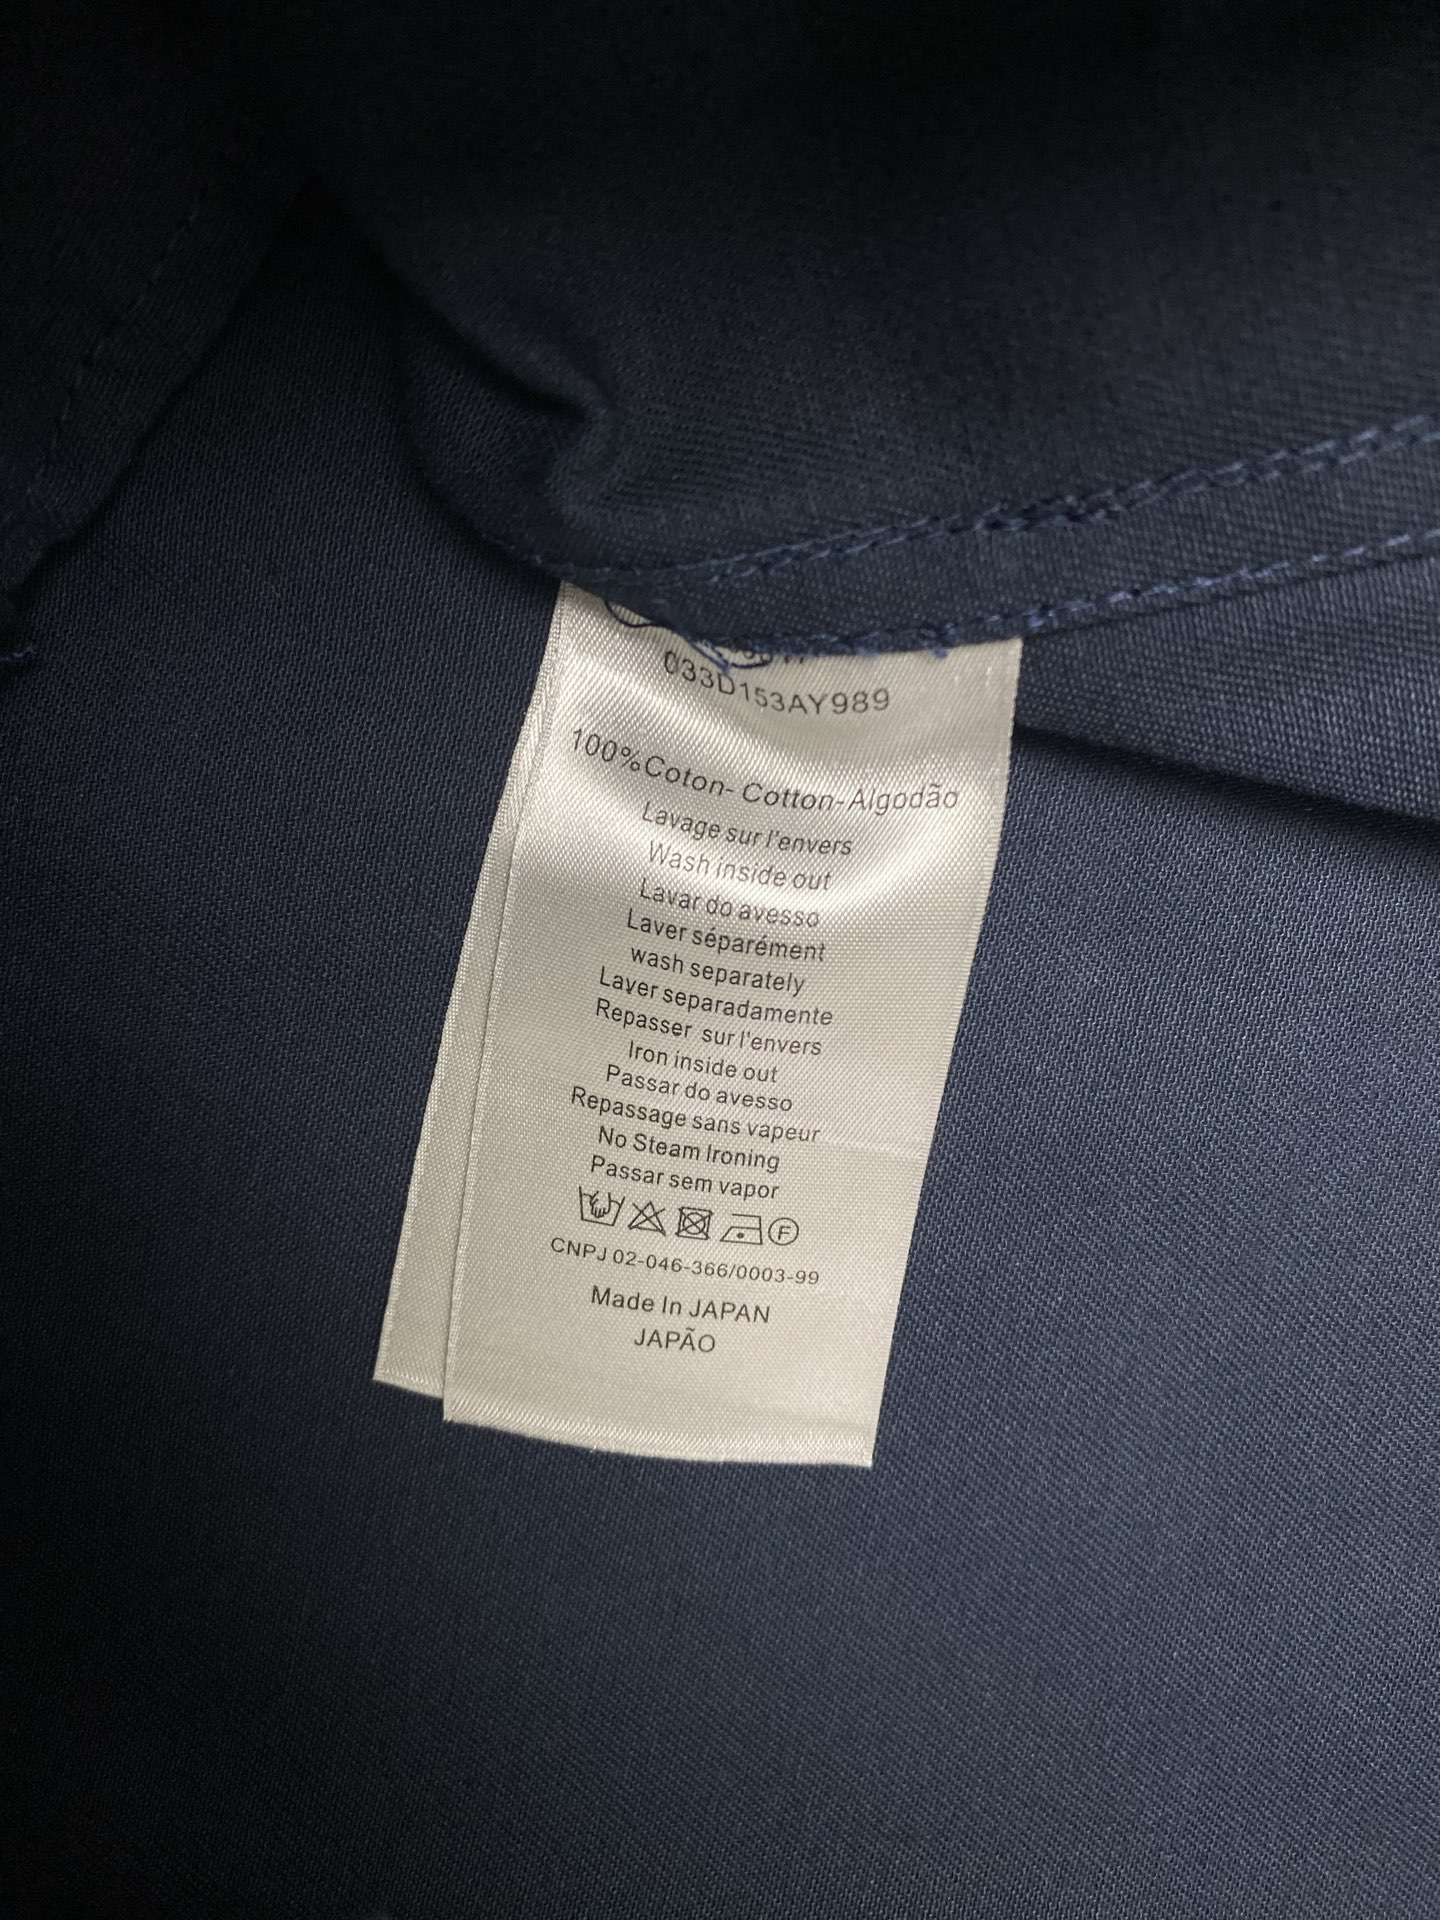 033D153AY989
100%Coton- Cotton-Algodão
Lavage sur l'envers
Wash inside out
Lavar do avesso
Laver séparément
wash separately
Laver separadamente
Repasser sur l'envers
Iron inside out
Passar do avesso
Repassage sans vapeur
No Steam Ironing
Passar sem vapor
F
CNPJ 02-046-366/0003-99
Made In JAPAN
JAPÃO